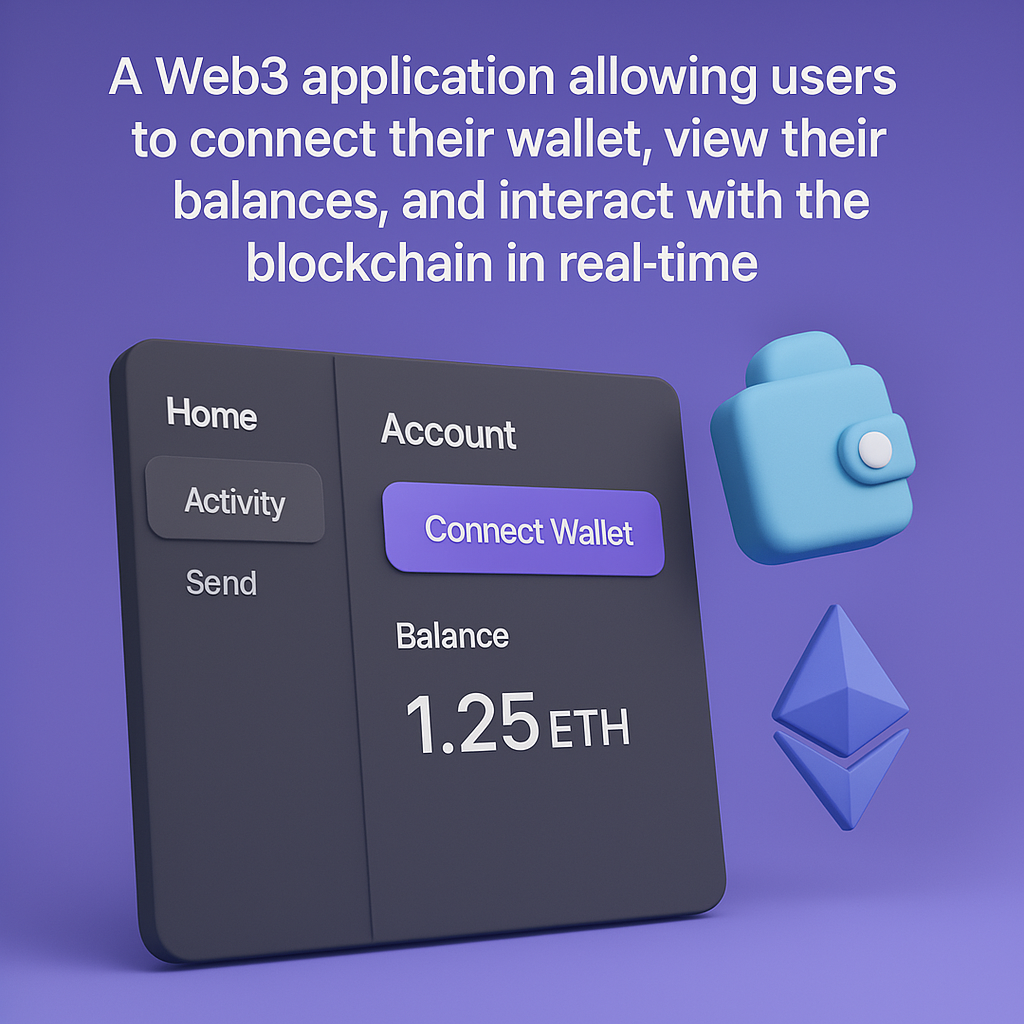 A Web3 application allowing users
to connect their wallet, view their
balances, and interact with the
blockchain in real-time
Home
Activity
Send
Account
Connect Wallet
Balance
1.25 ETH